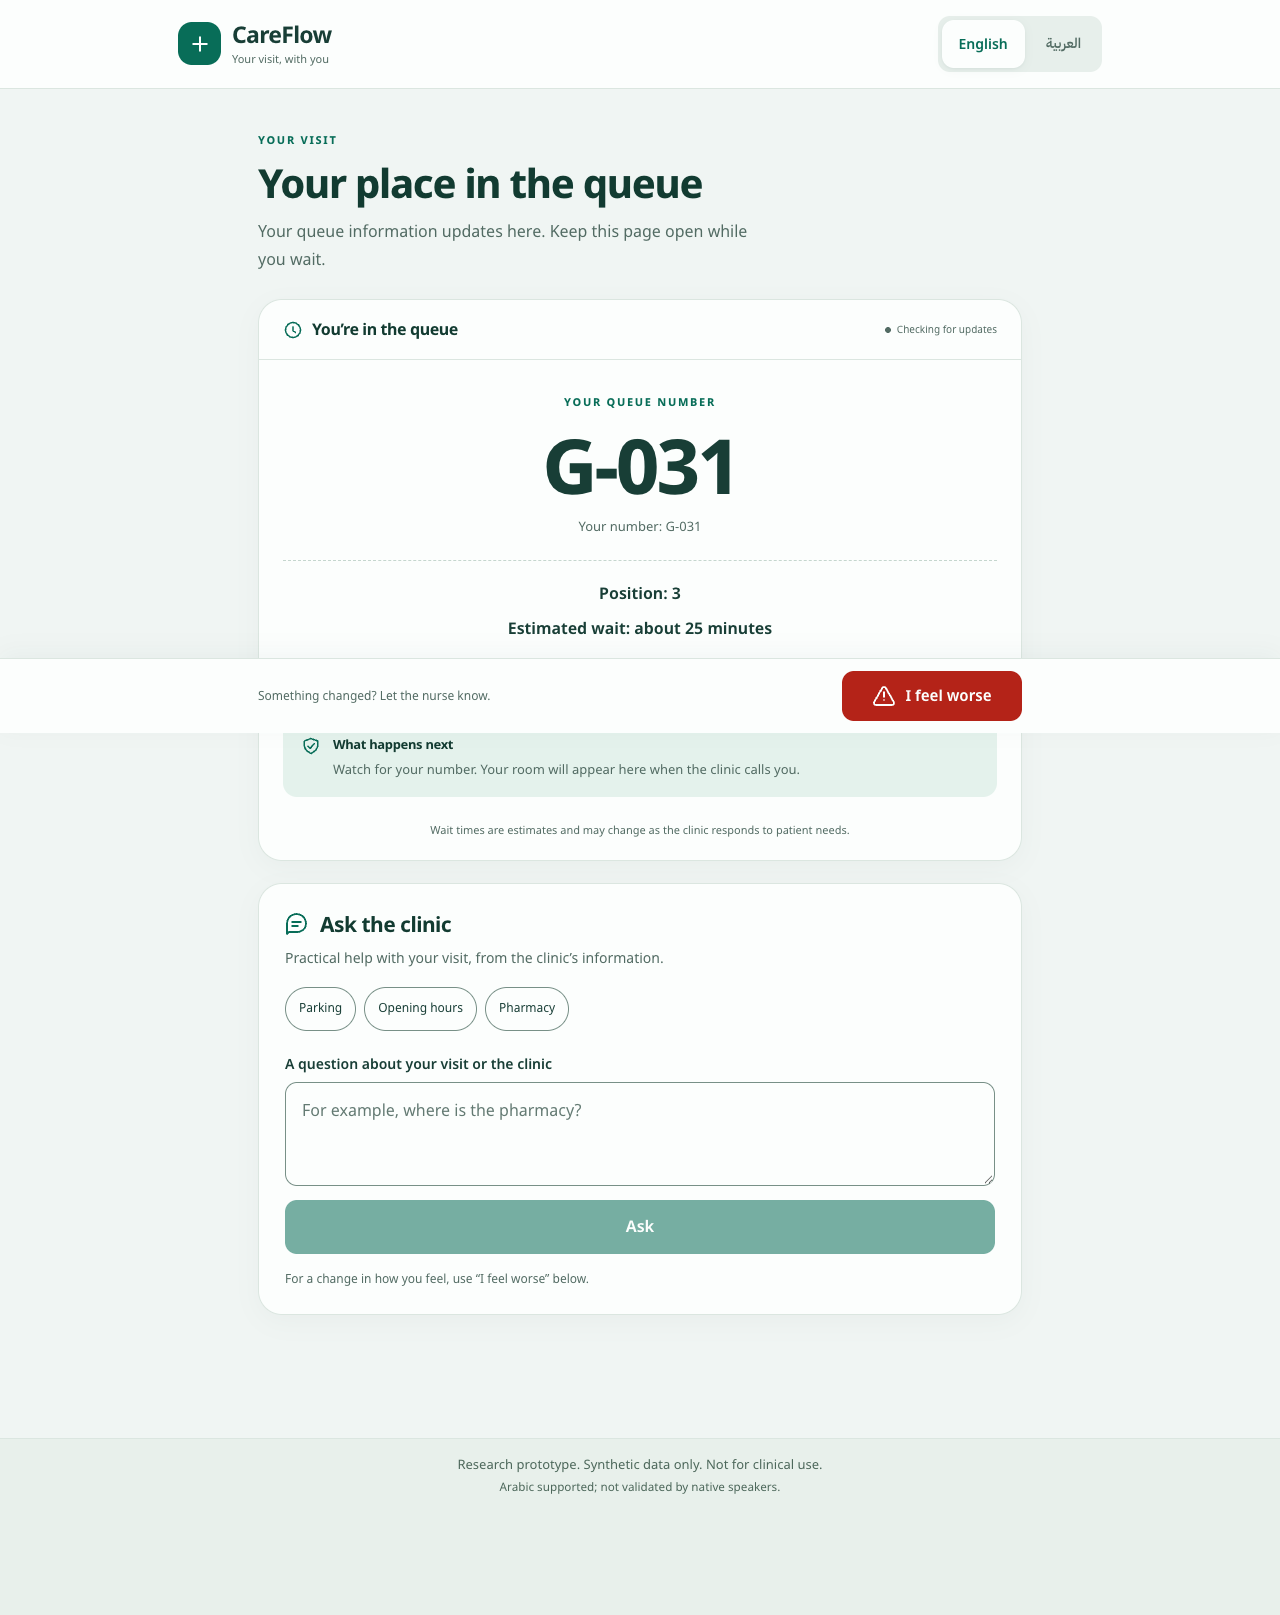 CareFlow
Your visit, with you
English
العربية
YOUR VISIT
Your place in the queue
Your queue information updates here. Keep this page open while
you wait.
You’re in the queue
Checking for updates
YOUR QUEUE NUMBER
G-031
Your number: G-031
Position: 3
Estimated wait: about 25 minutes
Something changed? Let the nurse know.
I feel worse
What happens next
Watch for your number. Your room will appear here when the clinic calls you.
Wait times are estimates and may change as the clinic responds to patient needs.
Ask the clinic
Practical help with your visit, from the clinic’s information.
Parking
Opening hours
Pharmacy
A question about your visit or the clinic
For example, where is the pharmacy?
Ask
For a change in how you feel, use “I feel worse” below.
Research prototype. Synthetic data only. Not for clinical use.
Arabic supported; not validated by native speakers.